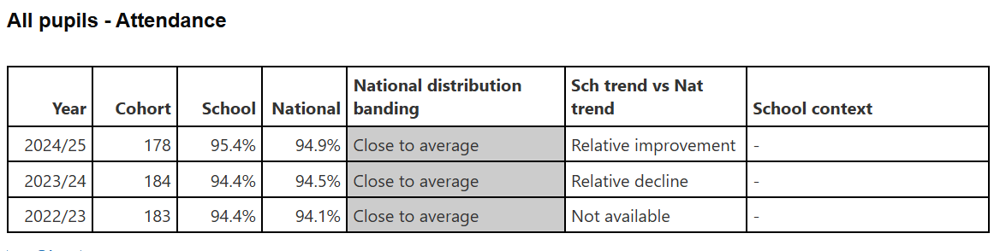 All pupils - Attendance
Year Cohort School National National distribution banding Sch trend vs Nat trend School context
2024/25 178 95.4% 94.9% Close to average Relative improvement -
2023/24 184 94.4% 94.5% Close to average Relative decline -
2022/23 183 94.4% 94.1% Close to average Not available -